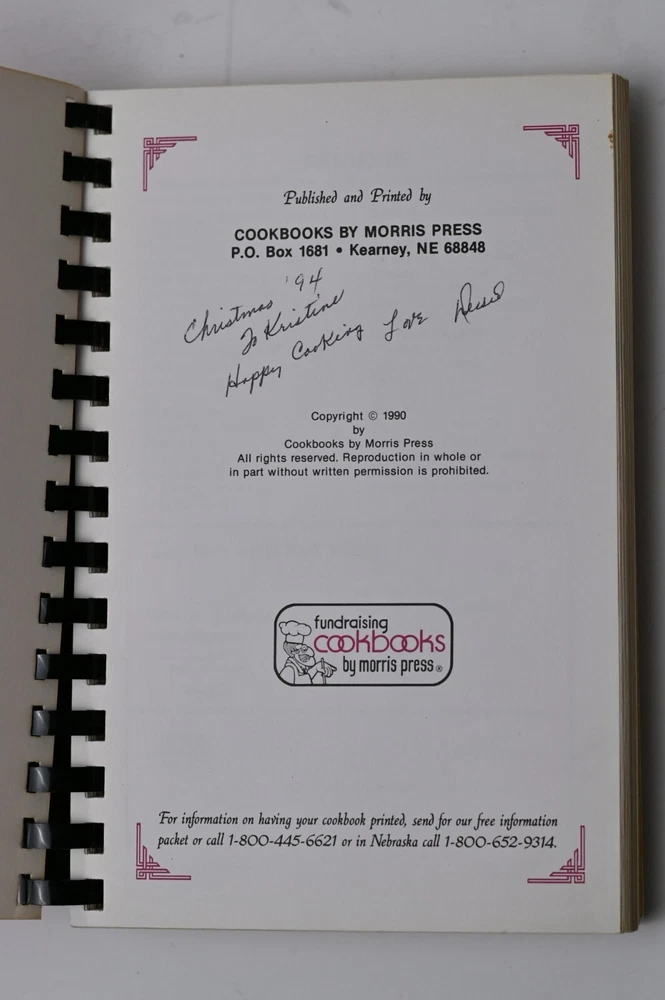 Published and Printed by
COOKBOOKS BY MORRIS PRESS
P.O. Box 1681 • Kearney, NE 68848
Christmas '94
To Kristine
Happy Cooking Love
Copyright © 1990
by
Cookbooks by Morris Press
All rights reserved. Reproduction in whole or
in part without written permission is prohibited.
fundraising
cookbooks
by morris press®
For information on having your cookbook printed, send for our free information
packet or call 1-800-445-6621 or in Nebraska call 1-800-652-9314.